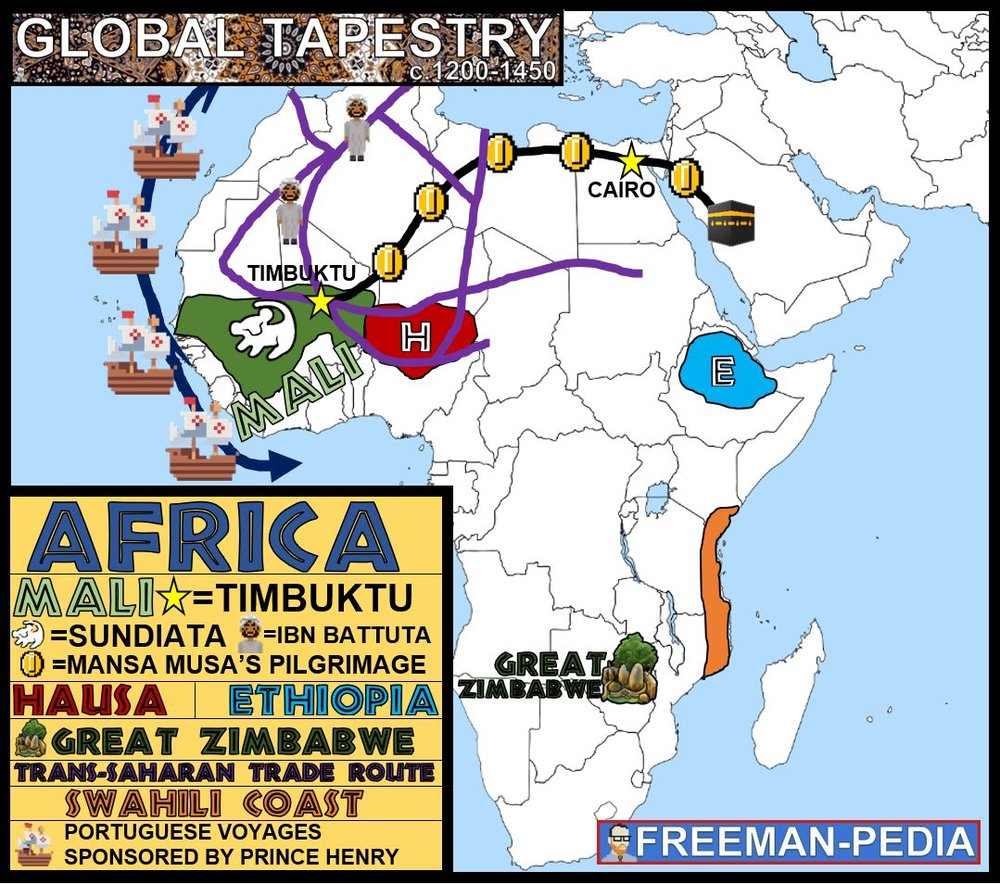 GLOBAL TAPESTRY
c.1200-1450
CAIRO
TIMBUKTU
H
E
MALI
GREAT
ZIMBABWE
AFRICA
MALI =TIMBUKTU
=SUNDIATA =IBN BATTUTA
=MANSA MUSA'S PILGRIMAGE
HAUSA ETHIOPIA
GREAT ZIMBABWE
TRANS-SAHARAN TRADE ROUTE
SWAHILI COAST
PORTUGUESE VOYAGES
SPONSORED BY PRINCE HENRY
FREEMAN-PEDIA